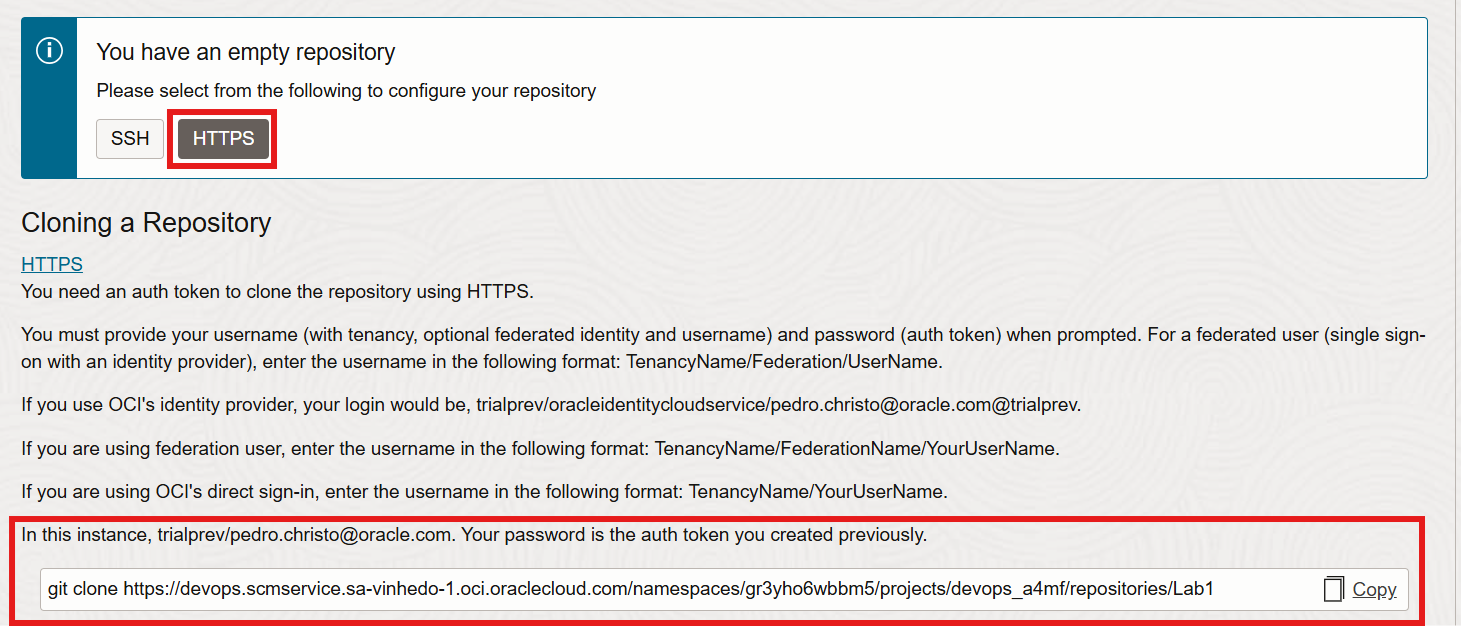 You have an empty repository
Please select from the following to configure your repository
SSH HTTPS
Cloning a Repository
HTTPS
You need an auth token to clone the repository using HTTPS.
You must provide your username (with tenancy, optional federated identity and username) and password (auth token) when prompted. For a federated user (single sign-
on with an identity provider), enter the username in the following format: TenancyName/Federation/UserName.
If you use OCI's identity provider, your login would be, trialprev/oracleidentitycloudservice/pedro.christo@oracle.com@trialprev.
If you are using federation user, enter the username in the following format: TenancyName/FederationName/YourUserName.
If you are using OCI's direct sign-in, enter the username in the following format: TenancyName/YourUserName.
In this instance, trialprev/pedro.christo@oracle.com. Your password is the auth token you created previously.
git clone https://devops.scmservice.sa-vinhedo-1.oci.oraclecloud.com/namespaces/gr3yho6wbbm5/projects/devops_a4mf/repositories/Lab1 Copy